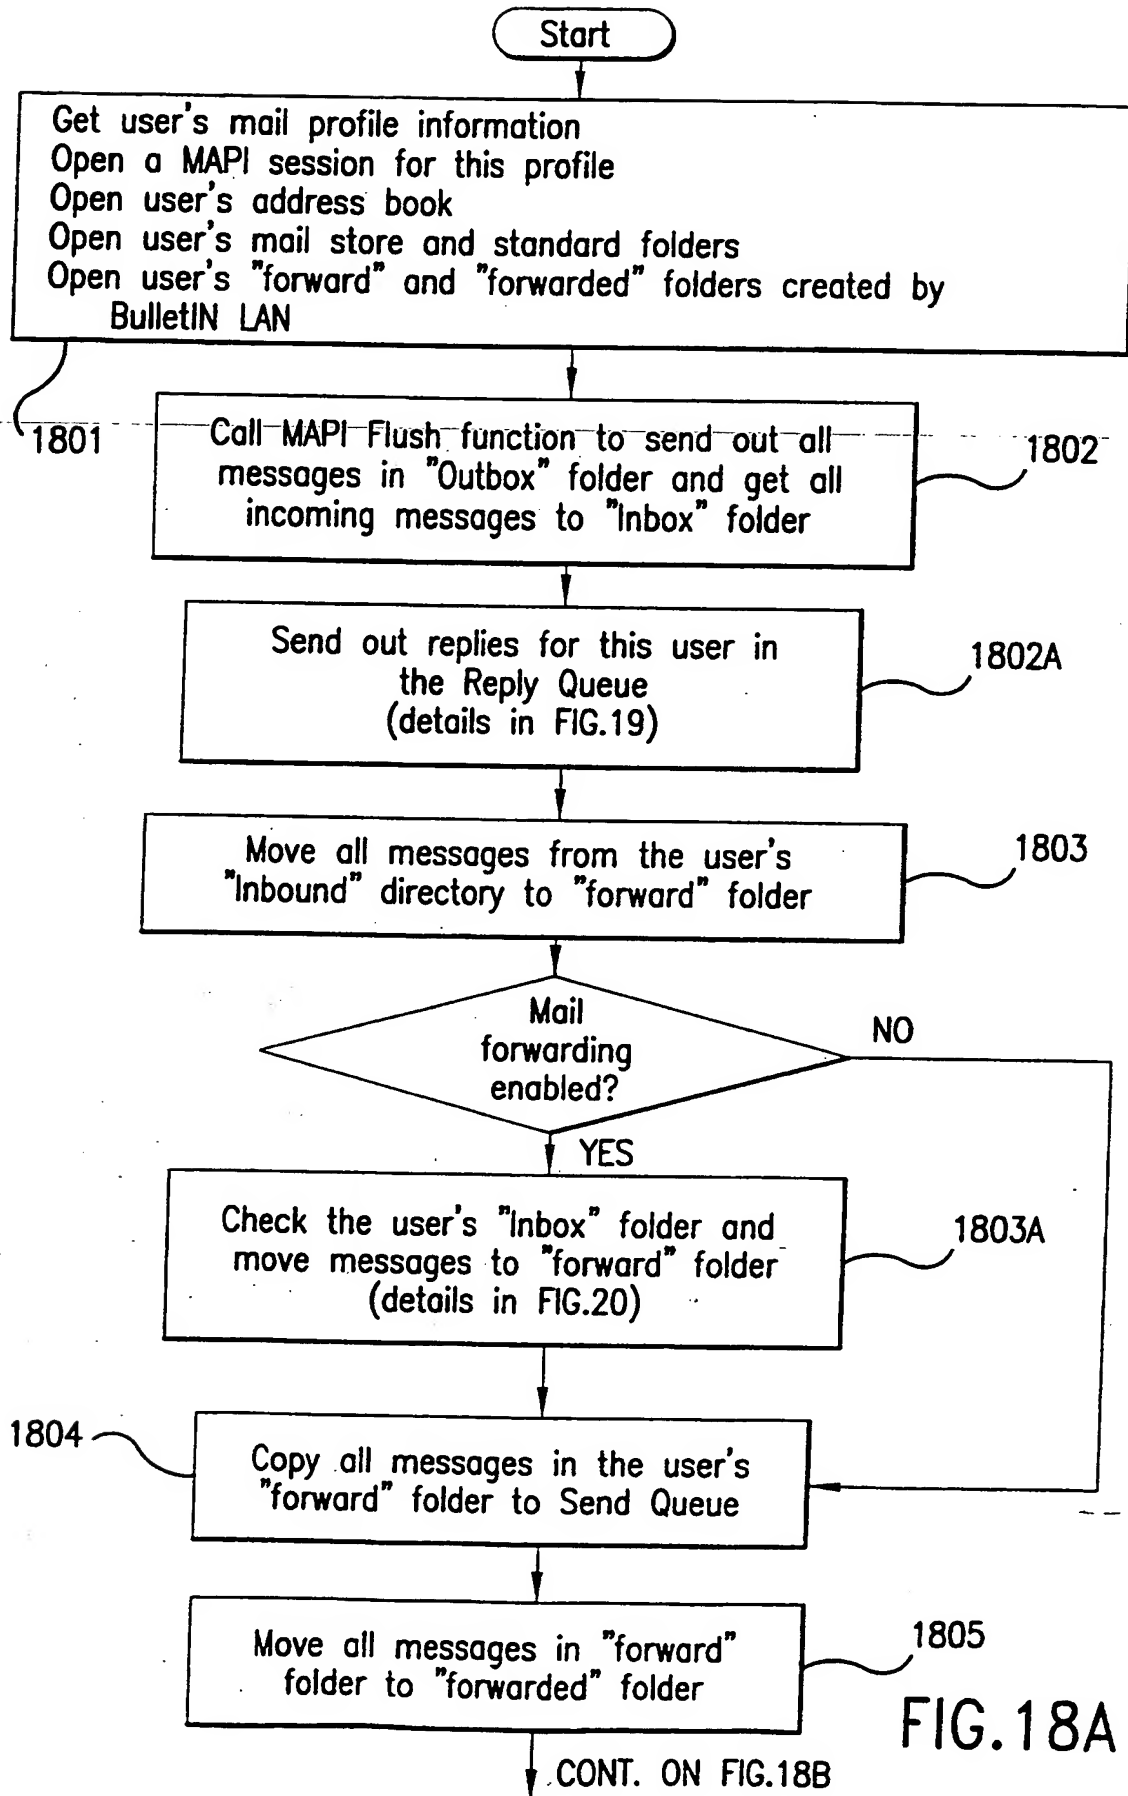 Start
Get user's mail profile information
Open a MAPI session for this profile
Open user's address book
Open user's mail store and standard folders
Open user's "forward" and "forwarded" folders created by
BulletIN LAN
1801
Call MAPI Flush function to send out all
messages in "Outbox" folder and get all
incoming messages to "Inbox" folder
1802
Send out replies for this user in
the Reply Queue
(details in FIG.19)
1802A
Move all messages from the user's
"Inbound" directory to "forward" folder
1803
Mail
forwarding
enabled?
NO
YES
Check the user's "Inbox" folder and
move messages to "forward" folder
(details in FIG.20)
1803A
1804
Copy all messages in the user's
"forward" folder to Send Queue
Move all messages in "forward"
folder to "forwarded" folder
1805
FIG.18A
CONT. ON FIG.18B